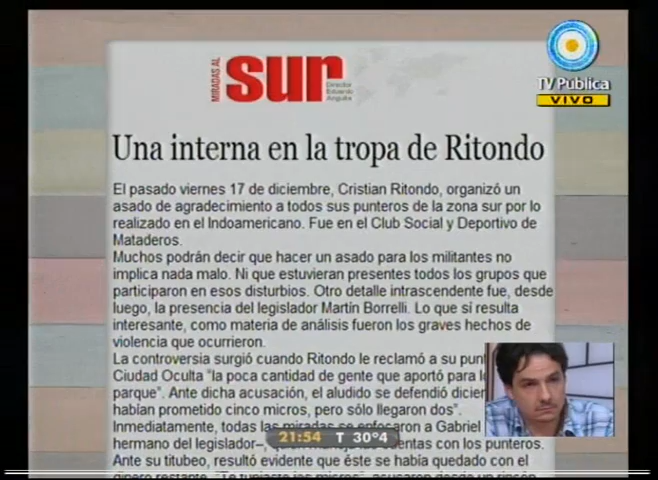 MIRADAS AL
sur
Director
Eduardo
Anguita
TV Pública
VIVO
Una interna en la tropa de Ritondo
El pasado viernes 17 de diciembre, Cristian Ritondo, organizó un
asado de agradecimiento a todos sus punteros de la zona sur por lo
realizado en el Indoamericano. Fue en el Club Social y Deportivo de
Mataderos.
Muchos podrán decir que hacer un asado para los militantes no
implica nada malo. Ni que estuvieran presentes todos los grupos que
participaron en esos disturbios. Otro detalle intrascendente fue, desde
luego, la presencia del legislador Martín Borrelli. Lo que sí resulta
interesante, como materia de análisis fueron los graves hechos de
violencia que ocurrieron.
La controversia surgió cuando Ritondo le reclamó a su
Ciudad Oculta "la poca cantidad de gente que aportó para
parque". Ante dicha acusación, el aludido se defendió
habían prometido cinco micros, pero sólo llegaron dos".
Inmediatamente, todas las miradas se enfocaron a Gabriel
hermano del legislador–, con los punteros.
Ante su titubeo, resultó evidente que éste se había quedado con el
21:54 T 30°4